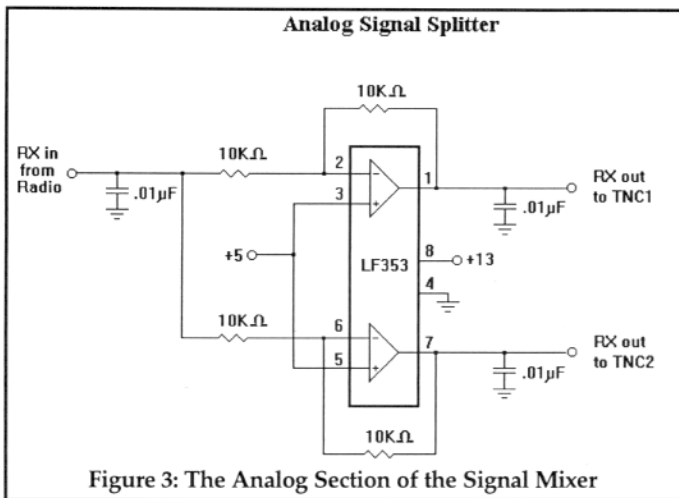 Analog Signal Splitter
10KΩ
RX in
from
Radio
10KΩ
.01µF
2
3
1
RX out
to TNC1
.01µF
+5
LF353
8
+13
4
10KΩ
6
5
7
RX out
to TNC2
.01µF
10KΩ
Figure 3: The Analog Section of the Signal Mixer